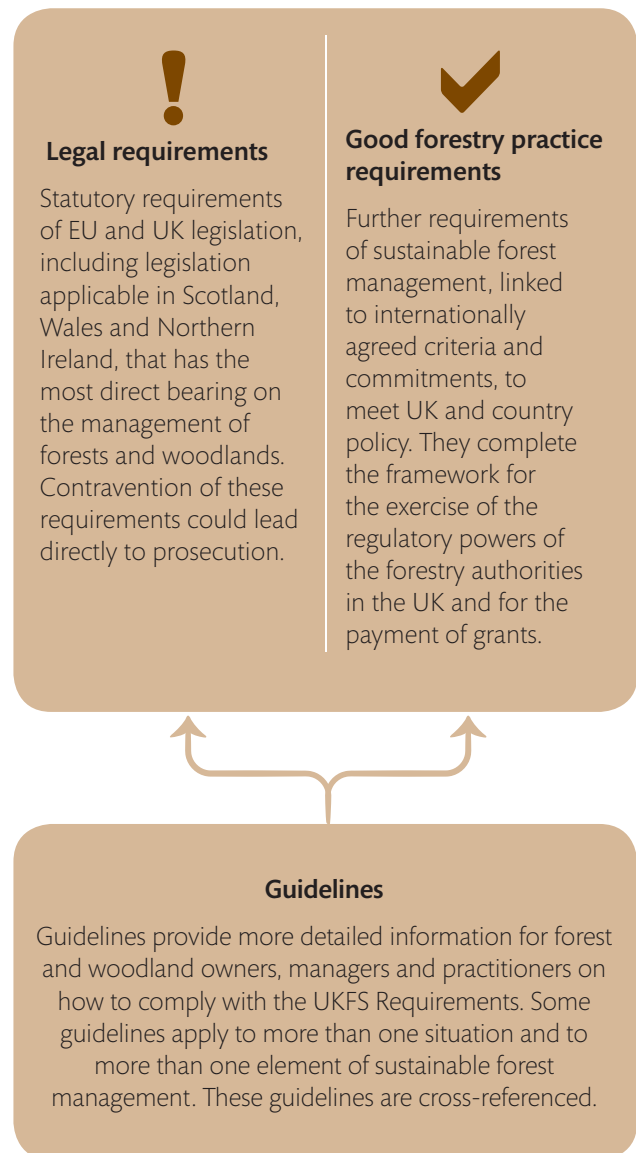 Legal requirements
Statutory requirements
of EU and UK legislation,
including legislation
applicable in Scotland,
Wales and Northern
Ireland, that has the
most direct bearing on
the management of
forests and woodlands.
Contravention of these
requirements could lead
directly to prosecution.
Good forestry practice
requirements
Further requirements
of sustainable forest
management, linked
to internationally
agreed criteria and
commitments, to
meet UK and country
policy. They complete
the framework for
the exercise of the
regulatory powers of
the forestry authorities
in the UK and for the
payment of grants.
Guidelines
Guidelines provide more detailed information for forest
and woodland owners, managers and practitioners on
how to comply with the UKFS Requirements. Some
guidelines apply to more than one situation and to
more than one element of sustainable forest
management. These guidelines are cross-referenced.